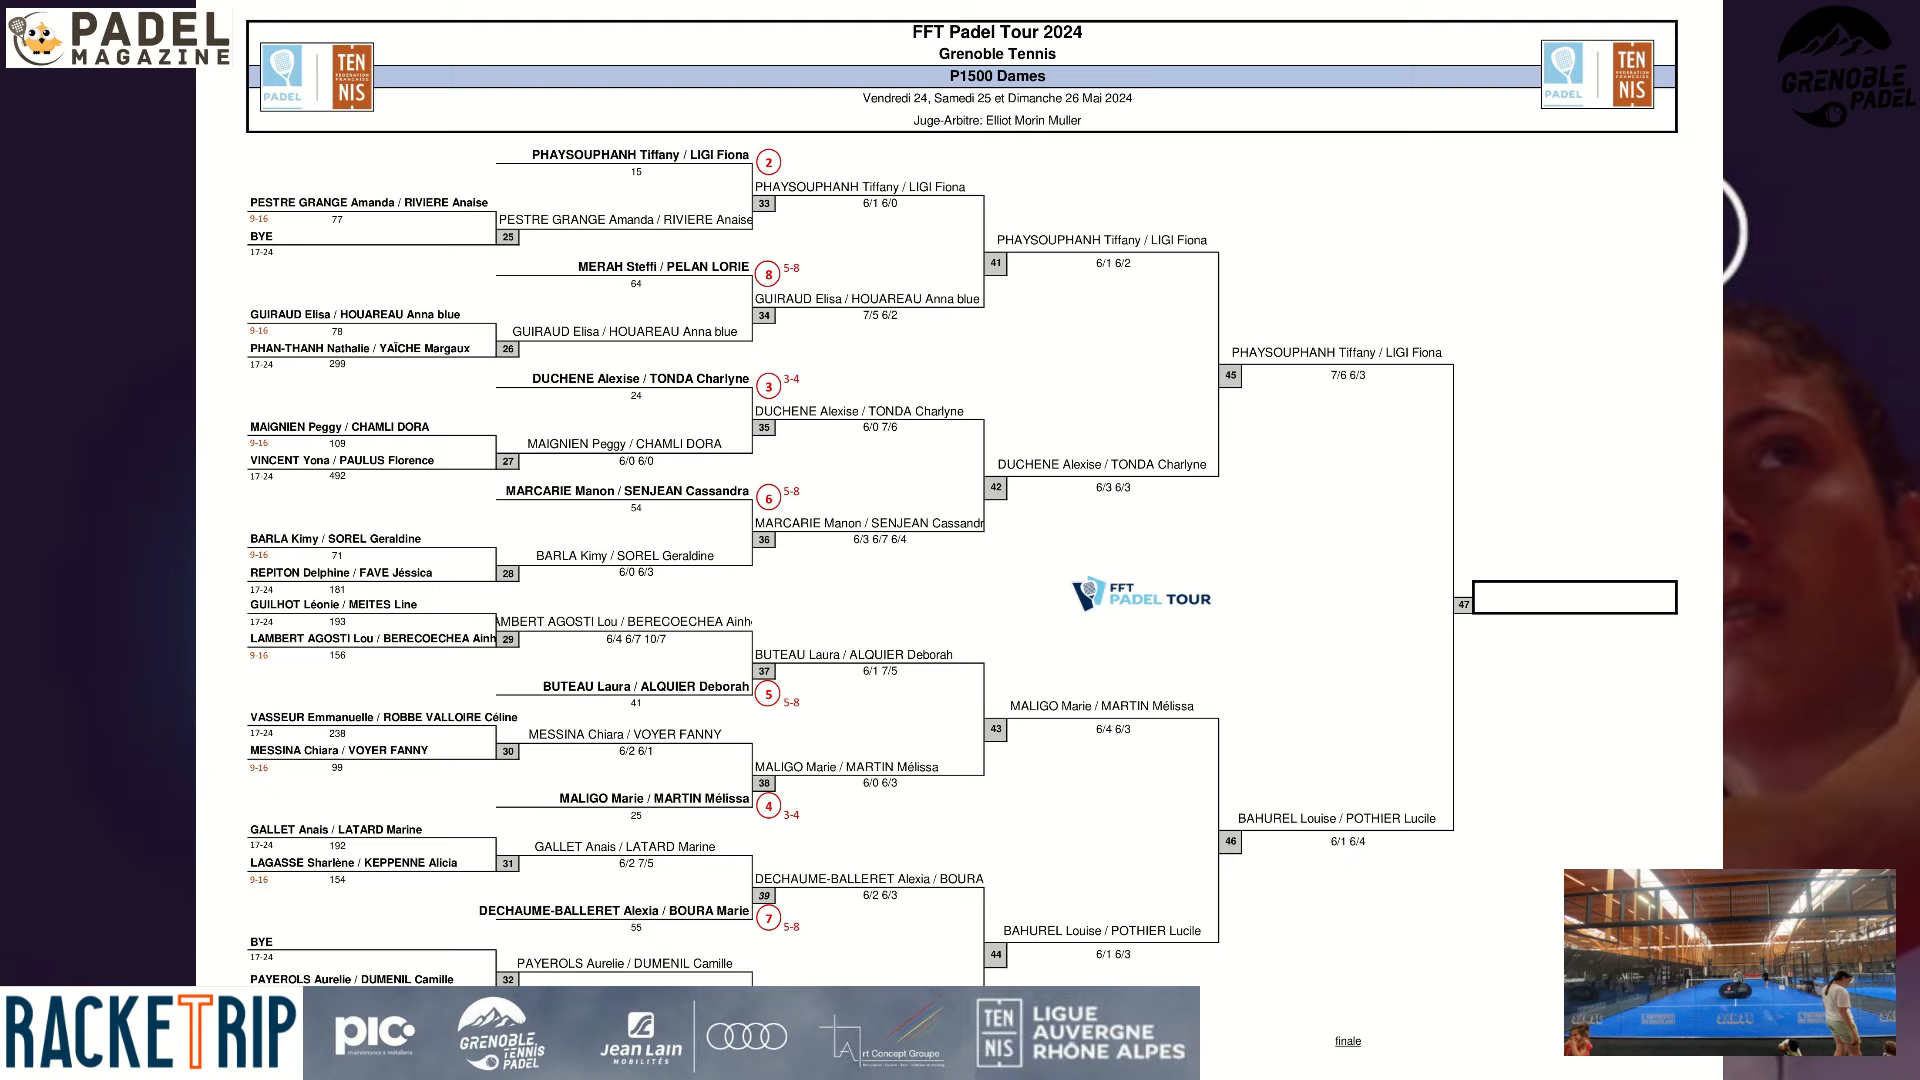 PADEL
MAGAZINE
FFT Padel Tour 2024
Grenoble Tennis
P1500 Dames
Vendredi 24, Samedi 25 et Dimanche 26 Mai 2024
Juge-Arbitre: Elliot Morin Muller
PADEL
TEN
FÉDÉRATION FRANÇAISE
NIS
PADEL
TEN
FÉDÉRATION FRANÇAISE
NIS
GRENOBLE
PADEL
PHAYSOUPHANH Tiffany / LIGI Fiona
2
15
PHAYSOUPHANH Tiffany / LIGI Fiona
33
6/1 6/0
PESTRE GRANGE Amanda / RIVIERE Anaise
9-16
77
PESTRE GRANGE Amanda / RIVIERE Anaise
BYE
25
17-24
PHAYSOUPHANH Tiffany / LIGI Fiona
41
6/1 6/2
MERAH Steffi / PELAN LORIE
8
5-8
64
GUIRAUD Elisa / HOUAREAU Anna blue
34
7/5 6/2
GUIRAUD Elisa / HOUAREAU Anna blue
9-16
78
GUIRAUD Elisa / HOUAREAU Anna blue
PHAN-THANH Nathalie / YAÏCHE Margaux
26
17-24
299
PHAYSOUPHANH Tiffany / LIGI Fiona
45
7/6 6/3
DUCHENE Alexise / TONDA Charlyne
3
3-4
24
DUCHENE Alexise / TONDA Charlyne
35
6/0 7/6
MAIGNIEN Peggy / CHAMLI DORA
9-16
109
MAIGNIEN Peggy / CHAMLI DORA
VINCENT Yona / PAULUS Florence
27
6/0 6/0
17-24
492
DUCHENE Alexise / TONDA Charlyne
42
6/3 6/3
MARCARIE Manon / SENJEAN Cassandra
6
5-8
54
MARCARIE Manon / SENJEAN Cassandr
36
6/3 6/7 6/4
BARLA Kimy / SOREL Geraldine
9-16
71
BARLA Kimy / SOREL Geraldine
REPITON Delphine / FAVE Jéssica
28
6/0 6/3
17-24
181
FFT
PADEL TOUR
47
GUILHOT Léonie / MEITES Line
17-24
193
AMBERT AGOSTI Lou / BERECOECHEA Ainh
LAMBERT AGOSTI Lou / BERECOECHEA Ainh
29
6/4 6/7 10/7
9-16
156
BUTEAU Laura / ALQUIER Deborah
37
6/1 7/5
BUTEAU Laura / ALQUIER Deborah
5
5-8
41
MALIGO Marie / MARTIN Mélissa
43
6/4 6/3
VASSEUR Emmanuelle / ROBBE VALLOIRE Céline
17-24
238
MESSINA Chiara / VOYER FANNY
MESSINA Chiara / VOYER FANNY
30
6/2 6/1
9-16
99
MALIGO Marie / MARTIN Mélissa
38
6/0 6/3
MALIGO Marie / MARTIN Mélissa
4
3-4
25
BAHUREL Louise / POTHIER Lucile
46
6/1 6/4
GALLET Anais / LATARD Marine
17-24
192
GALLET Anais / LATARD Marine
LAGASSE Sharlène / KEPPENNE Alicia
31
6/2 7/5
9-16
154
DECHAUME-BALLERET Alexia / BOURA
39
6/2 6/3
DECHAUME-BALLERET Alexia / BOURA Marie
7
5-8
55
BAHUREL Louise / POTHIER Lucile
44
6/1 6/3
BYE
17-24
PAYEROLS Aurelie / DUMENIL Camille
PAYEROLS Aurelie / DUMENIL Camille
32
finale
RACKETRIP
pic
maintenance & métallerie
GRENOBLE
TENNIS
PADEL
Jean Lain
MOBILITÉS
Art Concept Groupe
TEN
NIS
LIGUE
AUVERGNE
RHÔNE ALPES